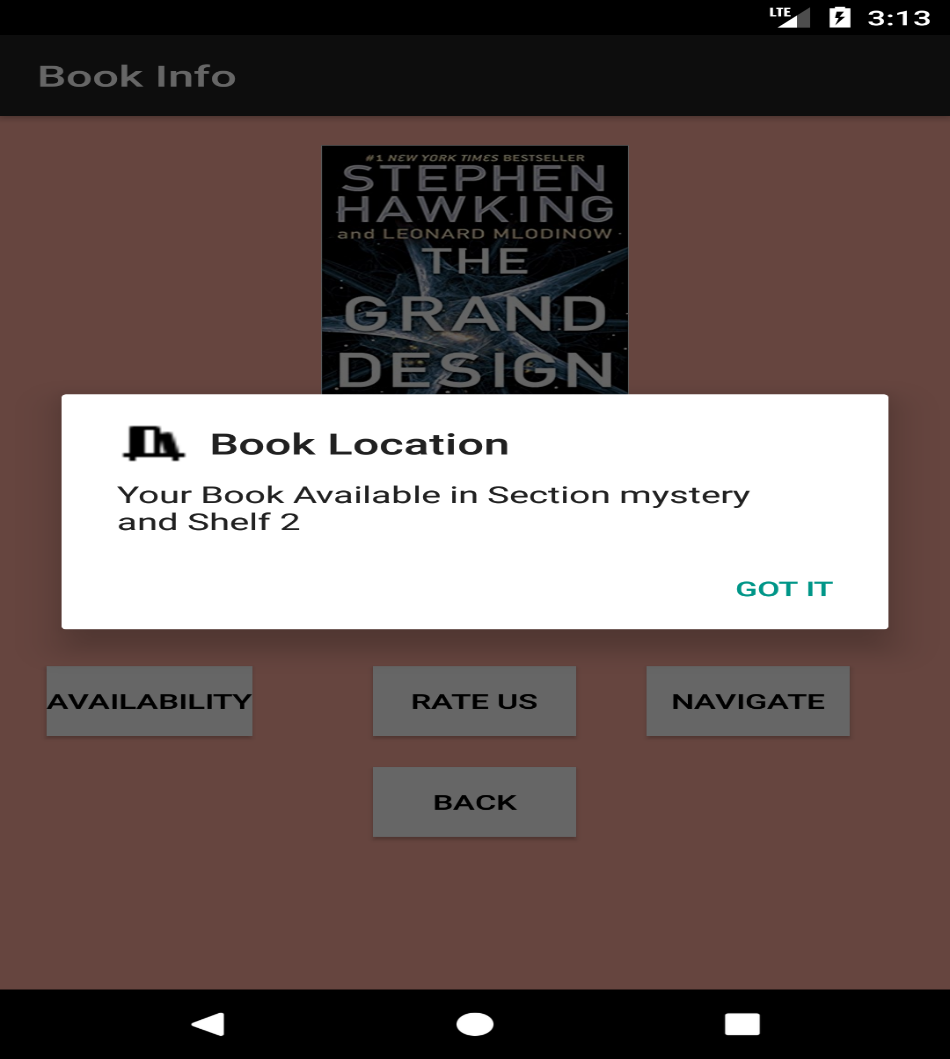 LTE 3:13
Book Info
#1 NEW YORK TIMES BESTSELLER
STEPHEN
HAWKING
and LEONARD MLODINOW
THE
GRAND
DESIGN
Book Location
Your Book Available in Section mystery
and Shelf 2
GOT IT
AVAILABILITY RATE US NAVIGATE
BACK